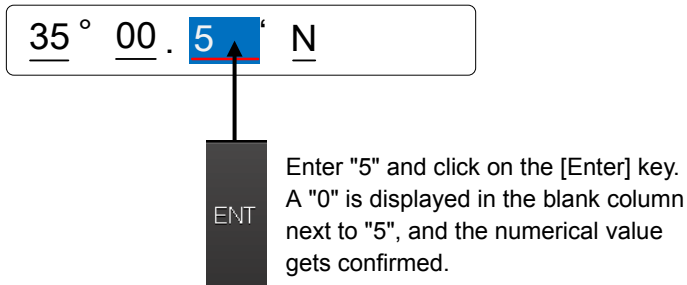 35° 00. 5 ‘ N
ENT
Enter "5" and click on the [Enter] key.
A "0" is displayed in the blank column
next to "5", and the numerical value
gets confirmed.